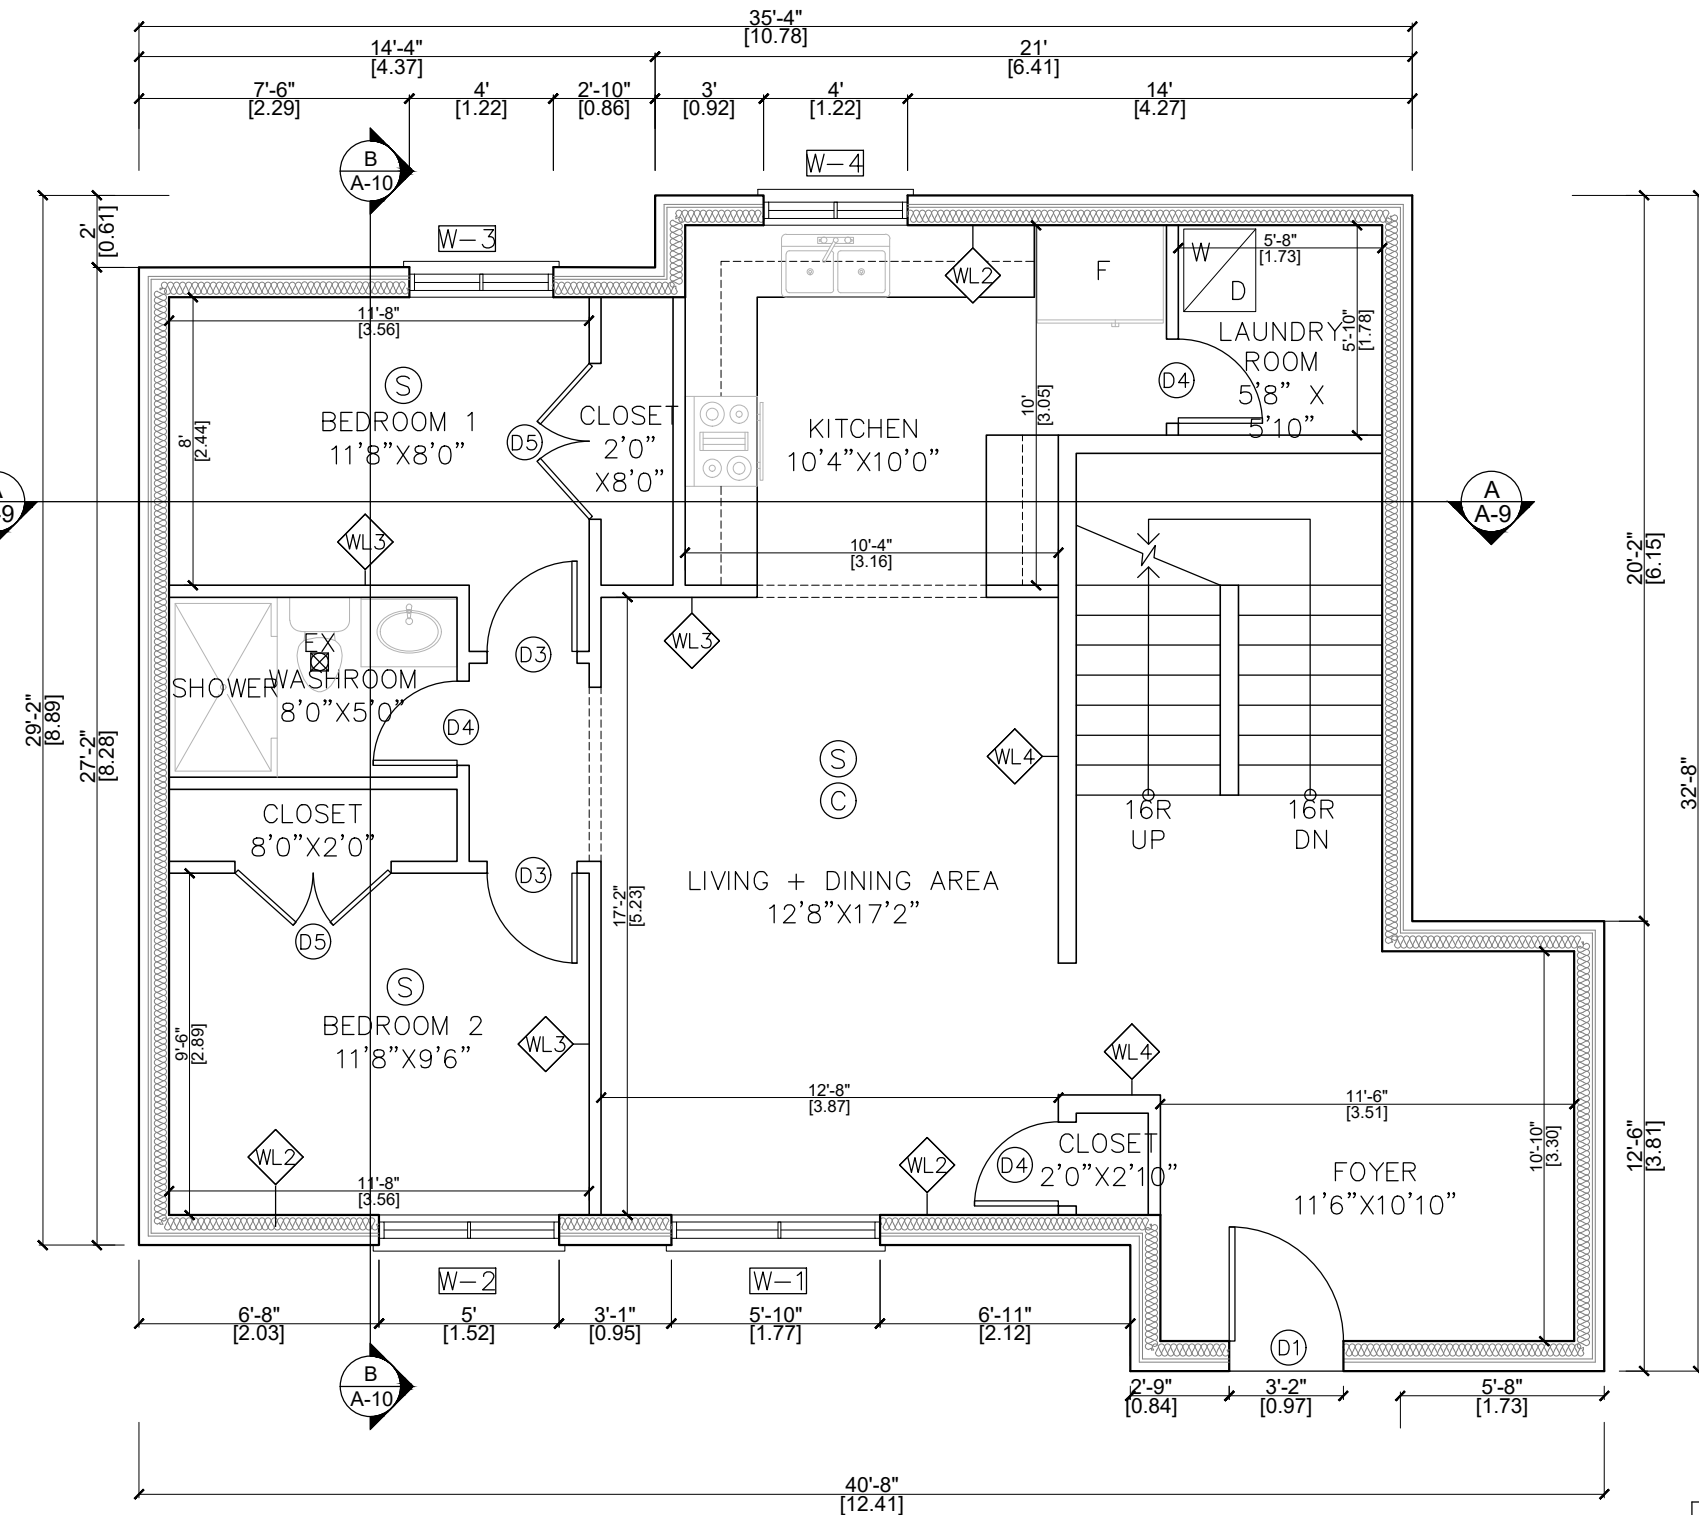 35'-4"
[10.78]
14'-4"
[4.37]
21'
[6.41]
7'-6"
[2.29]
4'
[1.22]
2'-10"
[0.86]
3'
[0.92]
4'
[1.22]
14'
[4.27]
B
A-10
W-4
W-3
2'
[0.61]
WL2
F
W
D
5'-8"
[1.73]
11'-8"
[3.56]
LAUNDRY
ROOM
5'8" X
5'10"
5'-10"
[1.78]
S
BEDROOM 1
11'8"X8'0"
8'
[2.44]
D5
CLOSET
2'0"
X8'0"
KITCHEN
10'4"X10'0"
10'
[3.05]
D4
A
A-9
WL3
10'-4"
[3.16]
20'-2"
[6.15]
EX
SHOWER
WASHROOM
8'0"X5'0"
D3
D4
WL3
29'-2"
[8.89]
27'-2"
[8.28]
S
C
WL4
16R
UP
16R
DN
32'-8"
CLOSET
8'0"X2'0"
D3
D5
LIVING + DINING AREA
12'8"X17'2"
17'-2"
[5.23]
S
BEDROOM 2
11'8"X9'6"
9'-6"
[2.89]
WL3
WL4
12'-8"
[3.87]
11'-6"
[3.51]
WL2
11'-8"
[3.56]
WL2
D4
CLOSET
2'0"X2'10"
FOYER
11'6"X10'10"
10'-10"
[3.30]
12'-6"
[3.81]
W-2
W-1
D1
6'-8"
[2.03]
5'
[1.52]
3'-1"
[0.95]
5'-10"
[1.77]
6'-11"
[2.12]
B
A-10
2'-9"
[0.84]
3'-2"
[0.97]
5'-8"
[1.73]
40'-8"
[12.41]